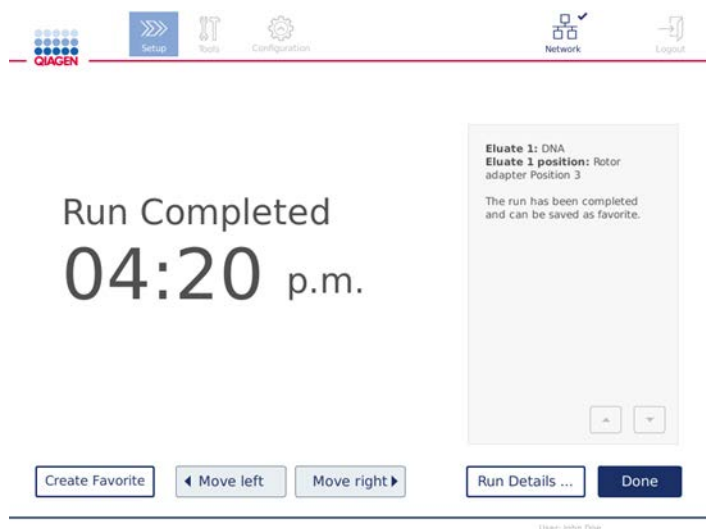 Setup
Tools
Configuration
Network
Logout
QIAGEN
Run Completed
04:20 p.m.
Eluate 1: DNA
Eluate 1 position: Rotor
adapter Position 3
The run has been completed
and can be saved as favorite.
Create Favorite
Move left
Move right
Run Details ...
Done
User: John Doe